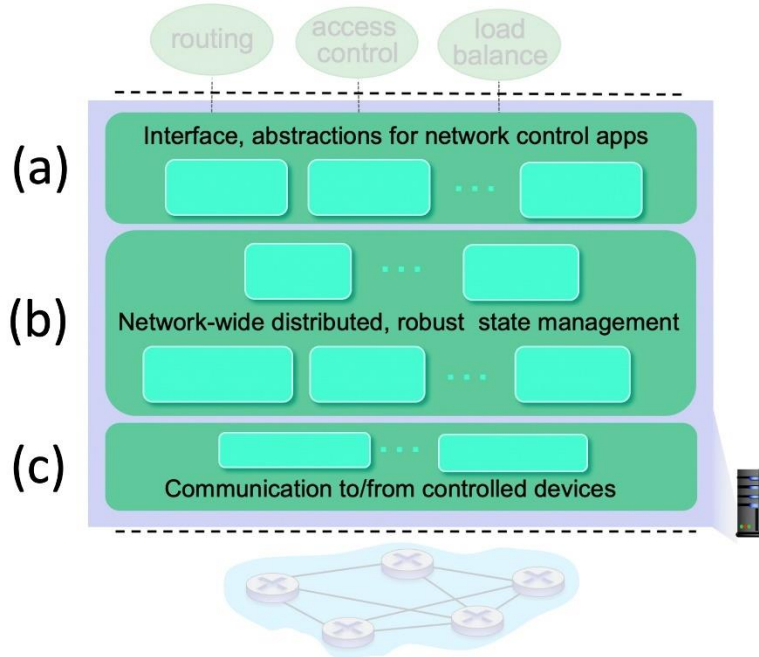 routing
access
control
load
balance
(a)
Interface, abstractions for network control apps
(b)
Network-wide distributed, robust state management
(c)
Communication to/from controlled devices